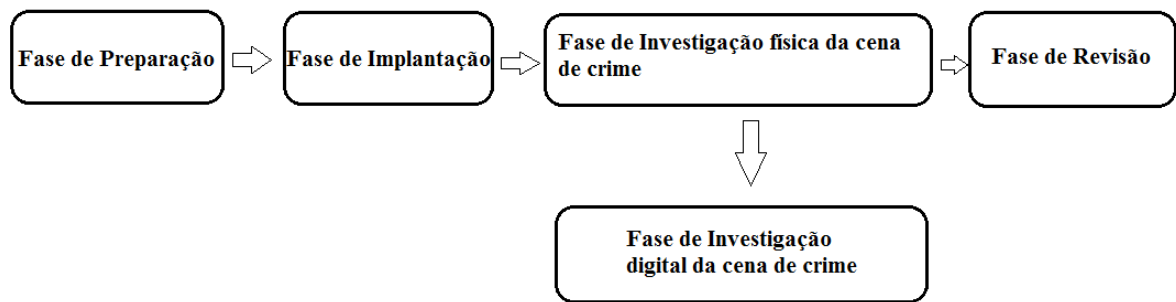 Fase de Preparação
Fase de Implantação
Fase de Investigação física da cena
de crime
Fase de Revisão
Fase de Investigação
digital da cena de crime